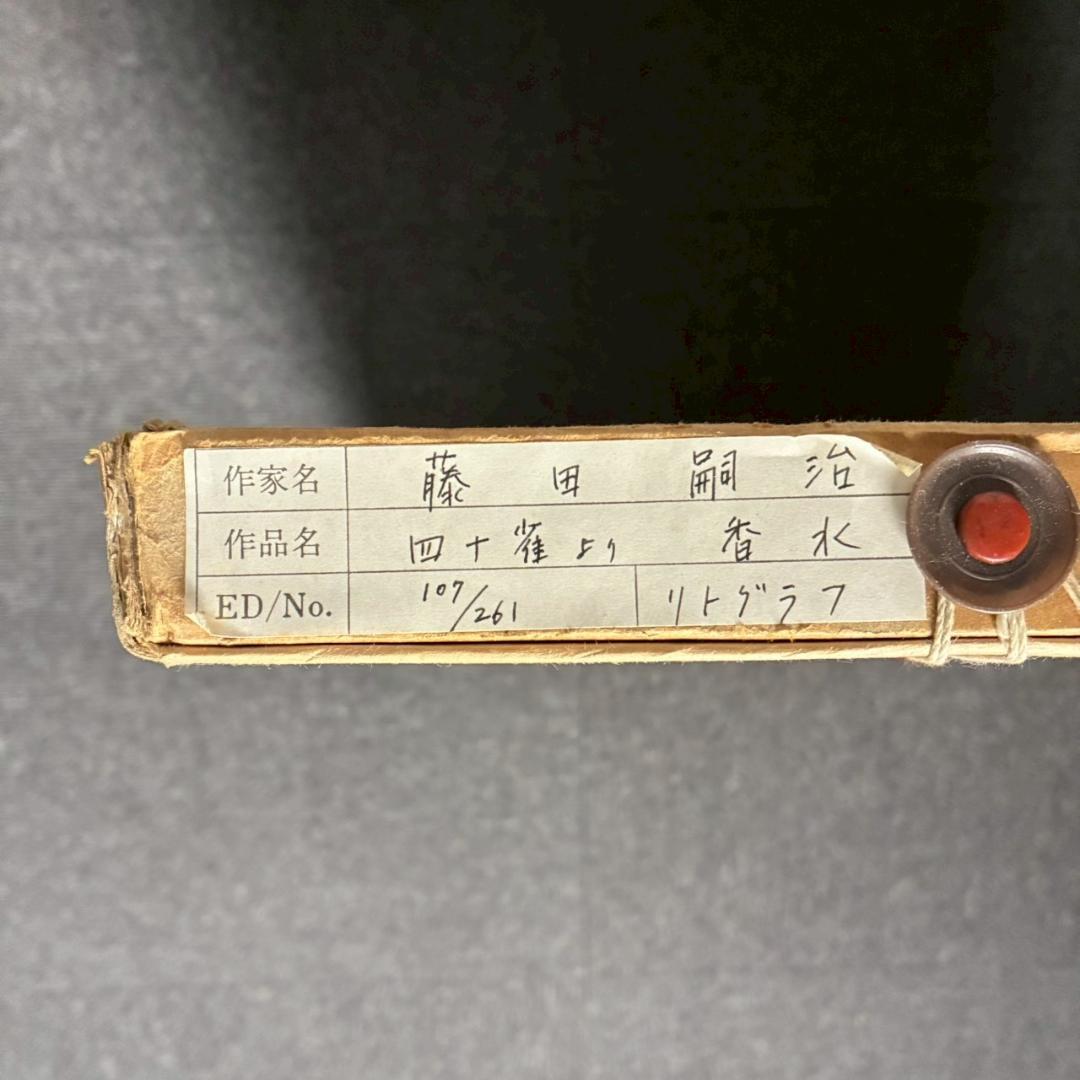 作家名 藤田嗣治
作品名 四十雀より 香水
ED/No. 107/261 リトグラフ